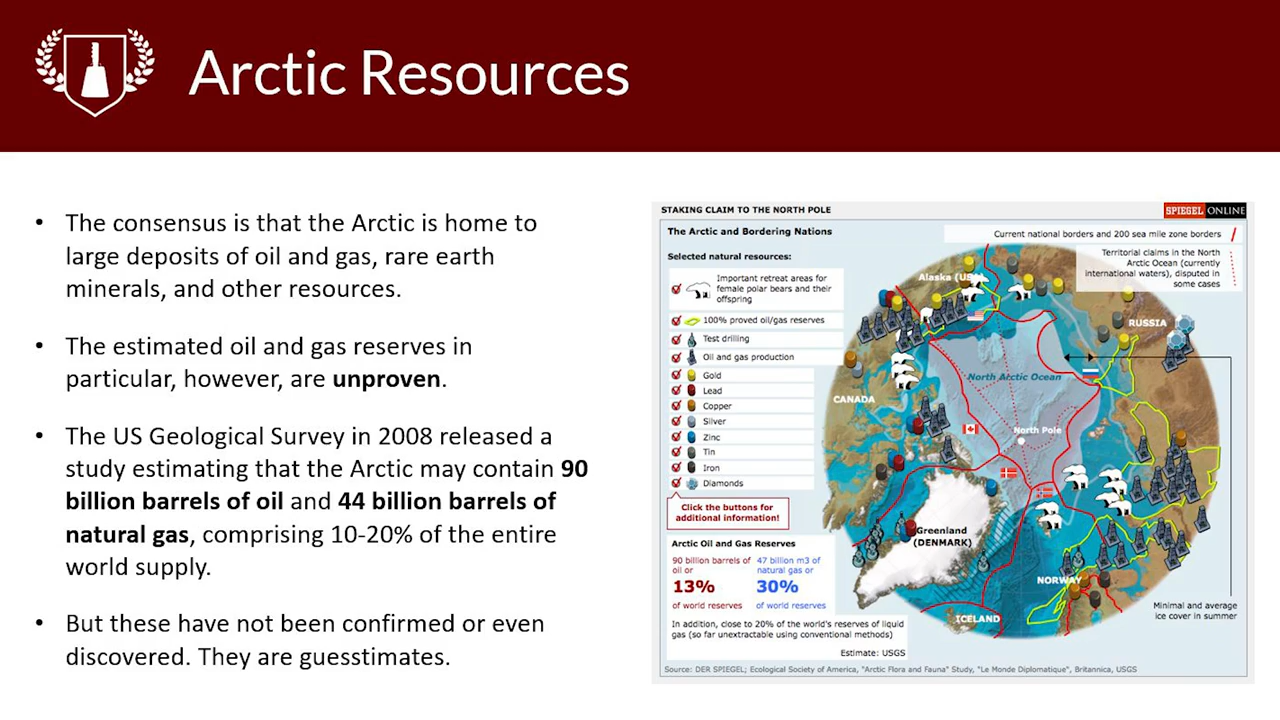 Arctic Resources
• The consensus is that the Arctic is home to
large deposits of oil and gas, rare earth
minerals, and other resources.
• The estimated oil and gas reserves in
particular, however, are unproven.
• The US Geological Survey in 2008 released a
study estimating that the Arctic may contain 90
billion barrels of oil and 44 billion barrels of
natural gas, comprising 10-20% of the entire
world supply.
• But these have not been confirmed or even
discovered. They are guesstimates.
STAKING CLAIM TO THE NORTH POLE
SPIEGEL ONLINE
The Arctic and Bordering Nations
Current national borders and 200 sea mile zone borders
Territorial claims in the North
Arctic Ocean (currently
international waters), disputed in
some cases
Selected natural resources:
Important retreat areas for
female polar bears and their
offspring
100% proved oil/gas reserves
Test drilling
Oil and gas production
Gold
Lead
Copper
Silver
Zinc
Tin
Iron
Diamonds
Click the buttons for
additional information!
Arctic Oil and Gas Reserves
90 billion barrels of
oil or
13%
of world reserves
47 billion m3 of
natural gas or
30%
of world reserves
In addition, close to 20% of the world's reserves of liquid
gas (so far unextractable using conventional methods)
Estimate: USGS
Alaska (US
RUSSIA
CANADA
North Arctic Ocean
North Pole
Greenland
(DENMARK)
NORWAY
ICELAND
Minimal and average
ice cover in summer
Source: DER SPIEGEL; Ecological Society of America, "Arctic Flora and Fauna" Study, "Le Monde Diplomatique", Britannica, USGS